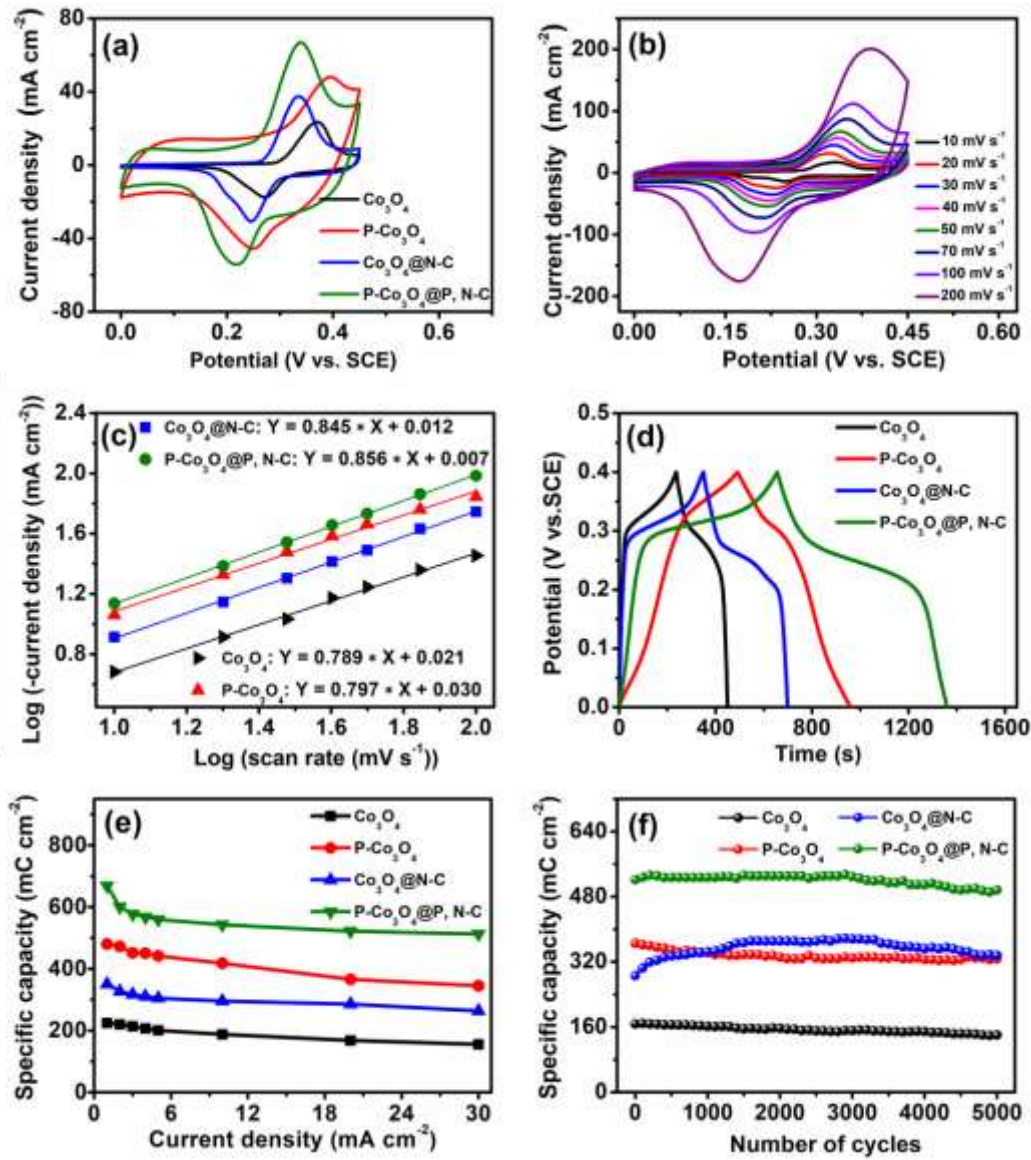 (a)
Current density (mA cm⁻²)
80
40
0
-40
-80
0.0 0.2 0.4 0.6
Potential (V vs. SCE)
Co₃O₄
P-Co₃O₄
Co₃O₄@N-C
P-Co₃O₄@P, N-C
(b)
Current density (mA cm⁻²)
200
100
0
-100
-200
0.00 0.15 0.30 0.45 0.60
Potential (V vs. SCE)
10 mV s⁻¹
20 mV s⁻¹
30 mV s⁻¹
40 mV s⁻¹
50 mV s⁻¹
70 mV s⁻¹
100 mV s⁻¹
200 mV s⁻¹
(c)
Log (-current density (mA cm⁻²))
2.4
2.0
1.6
1.2
0.8
1.0 1.2 1.4 1.6 1.8 2.0
Log (scan rate (mV s⁻¹))
Co₃O₄@N-C: Y = 0.845 * X + 0.012
P-Co₃O₄@P, N-C: Y = 0.856 * X + 0.007
Co₃O₄: Y = 0.789 * X + 0.021
P-Co₃O₄: Y = 0.797 * X + 0.030
(d)
Potential (V vs.SCE)
0.5
0.4
0.3
0.2
0.1
0.0
0 400 800 1200 1600
Time (s)
Co₃O₄
P-Co₃O₄
Co₃O₄@N-C
P-Co₃O₄@P, N-C
(e)
Specific capacity (mC cm⁻²)
800
600
400
200
0
0 6 12 18 24 30
Current density (mA cm⁻²)
Co₃O₄
P-Co₃O₄
Co₃O₄@N-C
P-Co₃O₄@P, N-C
(f)
Specific capacity (mC cm⁻²)
640
480
320
160
0
0 1000 2000 3000 4000 5000
Number of cycles
Co₃O₄
Co₃O₄@N-C
P-Co₃O₄
P-Co₃O₄@P, N-C